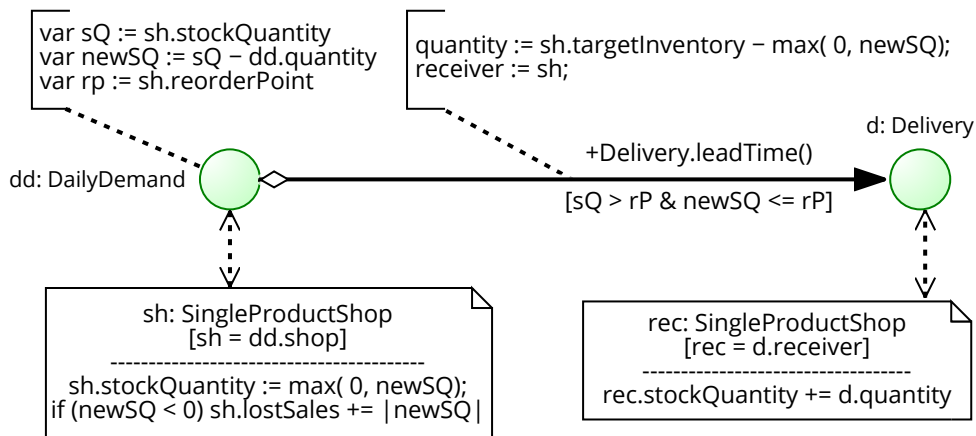 var sQ := sh.stockQuantity
var newSQ := sQ − dd.quantity
var rp := sh.reorderPoint
quantity := sh.targetInventory − max( 0, newSQ);
receiver := sh;
d: Delivery
+Delivery.leadTime()
dd: DailyDemand
[sQ > rP & newSQ <= rP]
sh: SingleProductShop
[sh = dd.shop]
-----------------------------------------
sh.stockQuantity := max( 0, newSQ);
if (newSQ < 0) sh.lostSales += |newSQ|
rec: SingleProductShop
[rec = d.receiver]
-----------------------------------
rec.stockQuantity += d.quantity